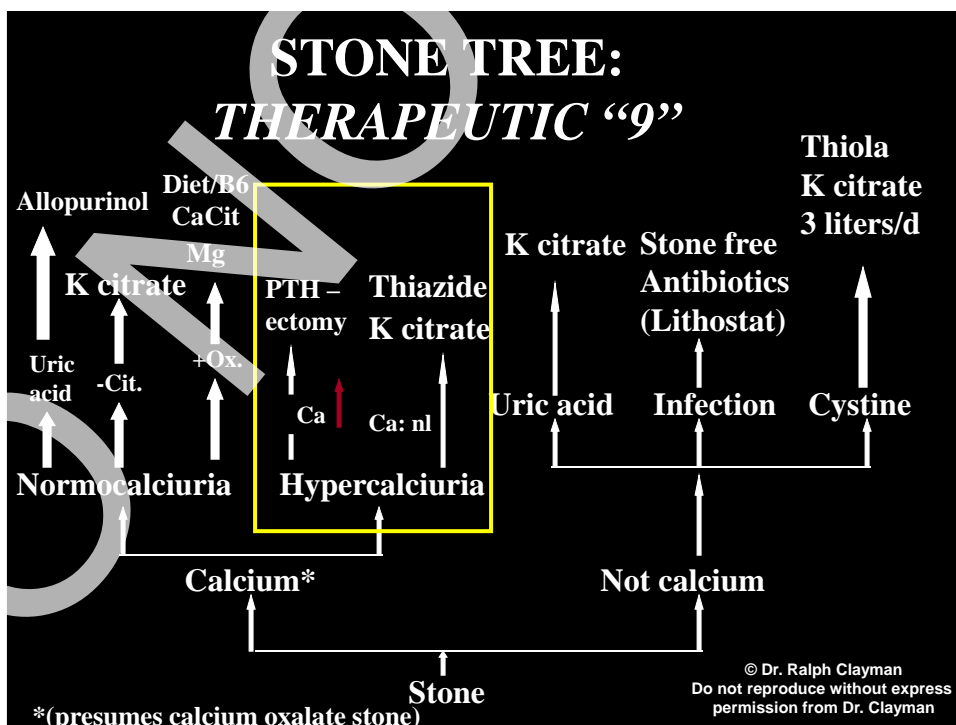 STONE TREE:
THERAPEUTIC “9”
Thiola
K citrate
3 liters/d
Diet/B6
CaCit
Mg
Allopurinol
K citrate
PTH –
ectomy
Thiazide
K citrate
K citrate
Stone free
Antibiotics
(Lithostat)
Uric
acid
-Cit.
+Ox.
Ca
Ca: nl
Uric acid
Infection
Cystine
Normocalciuria
Hypercalciuria
Calcium*
Not calcium
Stone
*(presumes calcium oxalate stone)
© Dr. Ralph Clayman
Do not reproduce without express
permission from Dr. Clayman